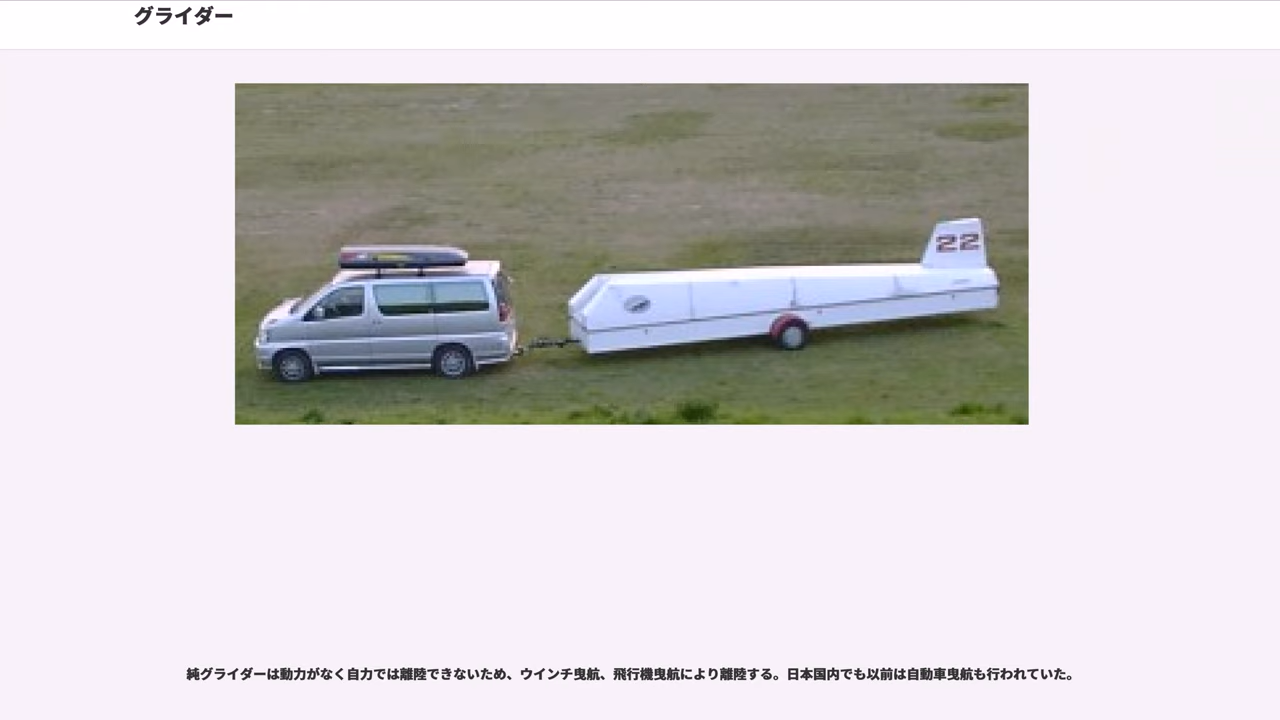 グライダー
22
純グライダーは動力がなく自力では離陸できないため、ウインチ曳航、飛行機曳航により離陸する。日本国内でも以前は自動車曳航も行われていた。